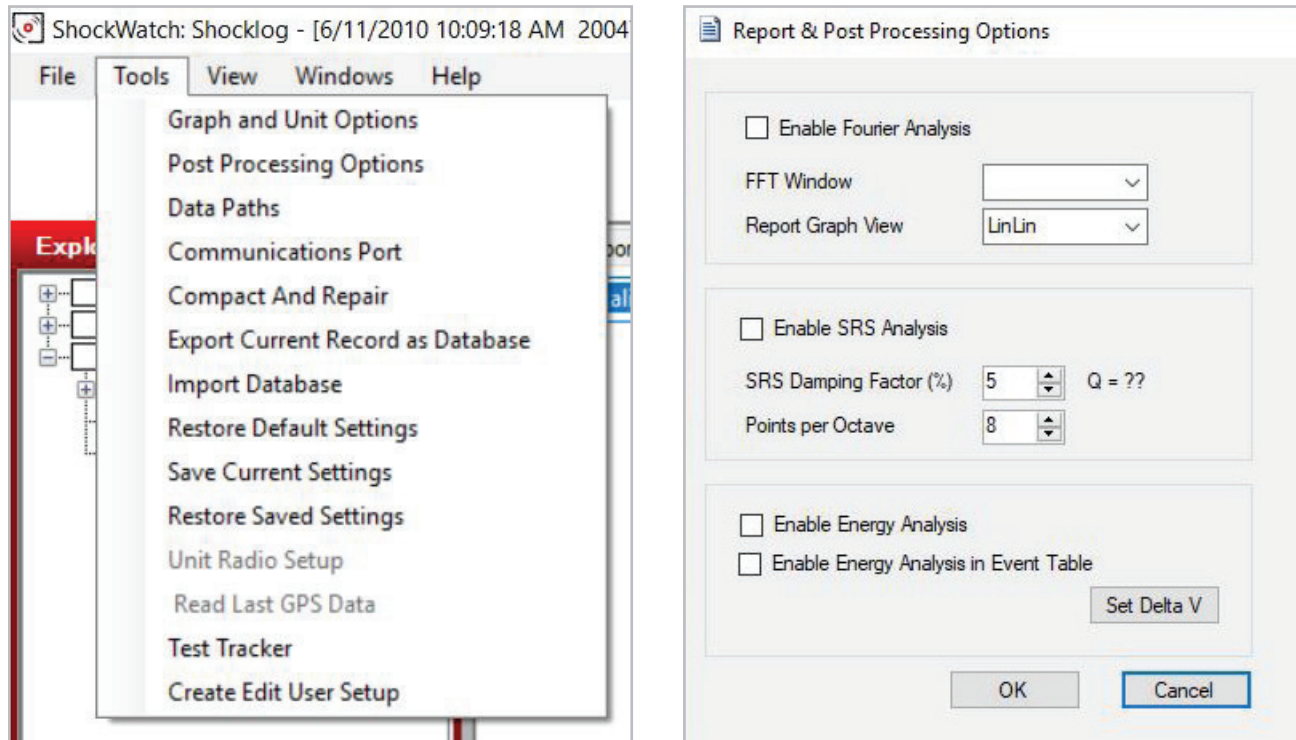 ShockWatch: Shocklog - [6/11/2010 10:09:18 AM 2004
File Tools View Windows Help
Graph and Unit Options
Post Processing Options
Data Paths
Communications Port
Compact And Repair
Export Current Record as Database
Import Database
Restore Default Settings
Save Current Settings
Restore Saved Settings
Unit Radio Setup
Read Last GPS Data
Test Tracker
Create Edit User Setup
Expl
Report & Post Processing Options
Enable Fourier Analysis
FFT Window
Report Graph View LinLin
Enable SRS Analysis
SRS Damping Factor (%) 5 Q = ??
Points per Octave 8
Enable Energy Analysis
Enable Energy Analysis in Event Table
Set Delta V
OK Cancel